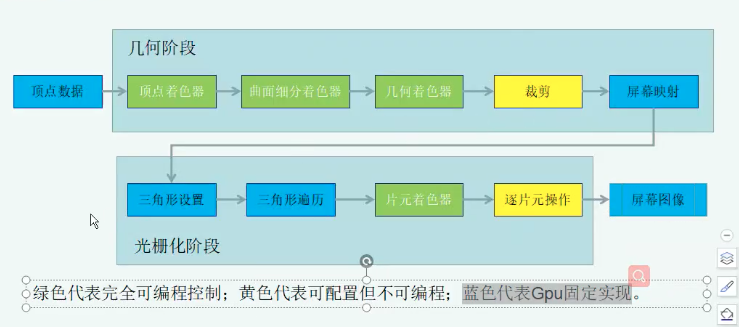 几何阶段
顶点数据
顶点着色器
曲面细分着色器
几何着色器
裁剪
屏幕映射
三角形设置
三角形遍历
片元着色器
逐片元操作
屏幕图像
光栅化阶段
绿色代表完全可编程控制；黄色代表可配置但不可编程；蓝色代表Gpu固定实现。